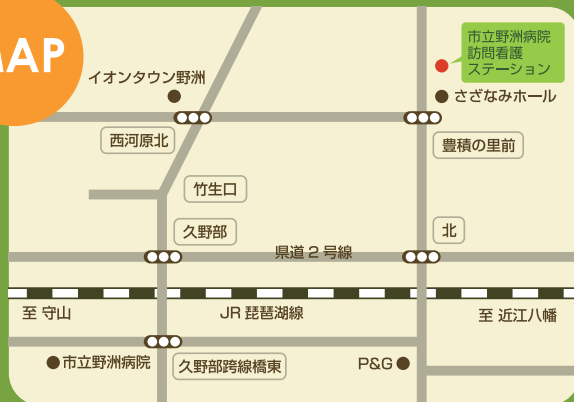 MAP
市立野洲病院
訪問看護
ステーション
イオンタウン野洲
さざなみホール
西河原北
豊積の里前
竹生口
久野部
北
県道2号線
至 守山
JR 琵琶湖線
至 近江八幡
市立野洲病院
久野部跨線橋東
P&G